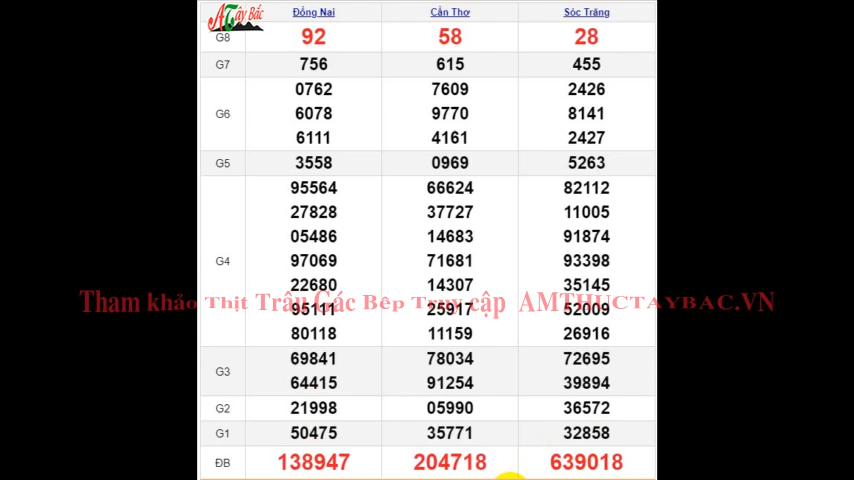 A Tây Bắc
Đồng Nai Cần Thơ Sóc Trăng
G8 92 58 28
G7 756 615 455
0762 7609 2426
G6 6078 9770 8141
6111 4161 2427
G5 3558 0969 5263
95564 66624 82112
27828 37727 11005
05486 14683 91874
G4 97069 71681 93398
22680 14307 35145
Tham khảo Thịt Trâu Gác Bếp Truy cập AMTHUCTAYBAC.VN
95111 25917 52009
80118 11159 26916
69841 78034 72695
G3
64415 91254 39894
G2 21998 05990 36572
G1 50475 35771 32858
ĐB 138947 204718 639018